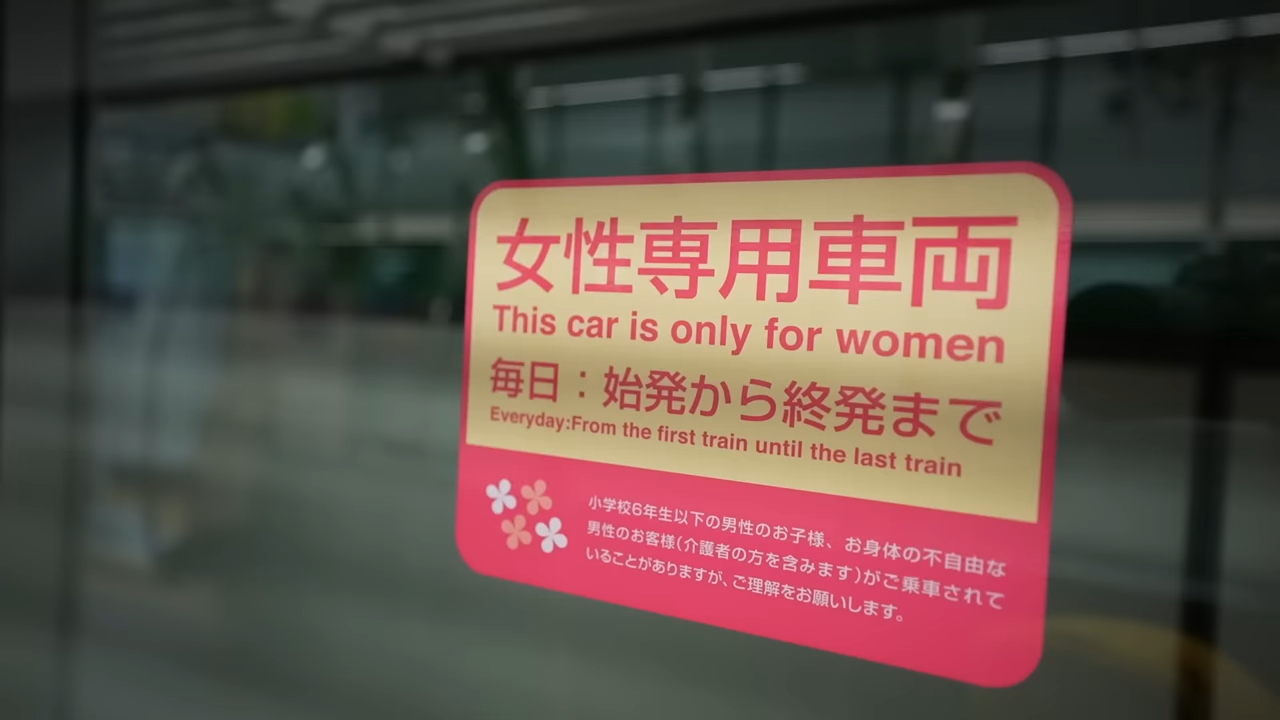 女性専用車両
This car is only for women
毎日：始発から終発まで
Everyday:From the first train until the last train
小学校6年生以下の男性のお子様、お身体の不自由な
男性のお客様(介護者の方を含みます)がご乗車されて
いることがありますが、ご理解をお願いします。